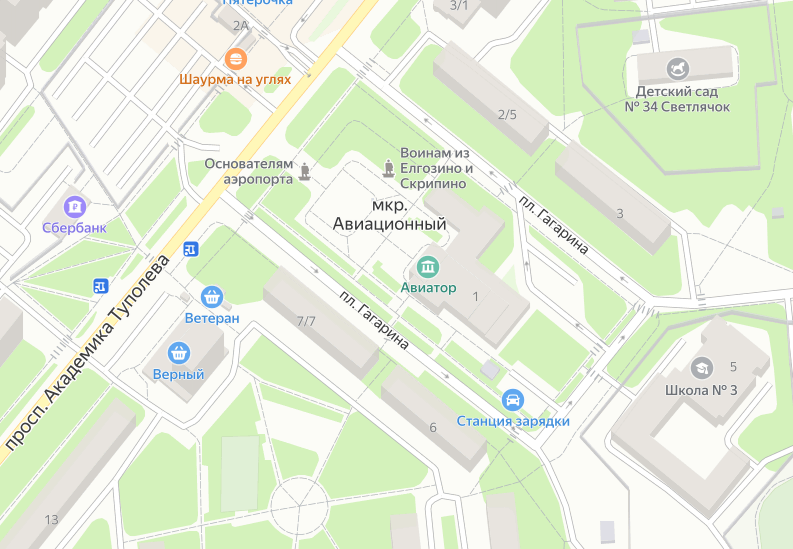 Пятёрочка
3/1
2А
Шаурма на углях
Детский сад
№ 34 Светлячок
2/5
Воинам из
Елгозино и
Скрипино
Основателям
аэропорта
мкр.
Авиационный
пл. Гагарина
3
Сбербанк
Авиатор
1
просп. Академика Туполева
Ветеран
7/7
пл. Гагарина
Верный
5
Школа № 3
Станция зарядки
6
13